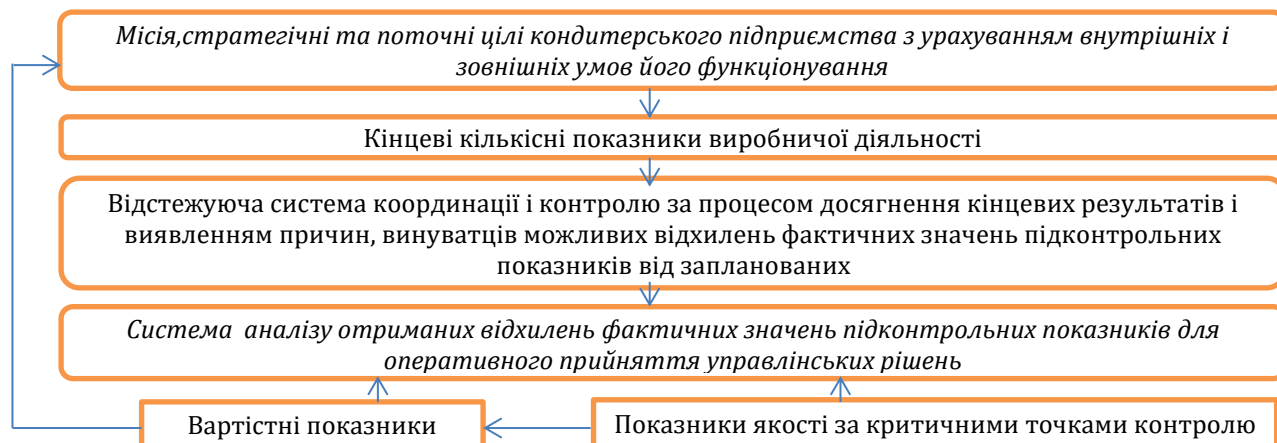 Місія,стратегічні та поточні цілі кондитерського підприємства з урахуванням внутрішніх і
зовнішніх умов його функціонування
Кінцеві кількісні показники виробничої діяльності
Відстежуюча система координації і контролю за процесом досягнення кінцевих результатів і
виявленням причин, винуватців можливих відхилень фактичних значень підконтрольних
показників від запланованих
Система аналізу отриманих відхилень фактичних значень підконтрольних показників для
оперативного прийняття управлінських рішень
Вартістні показники
Показники якості за критичними точками контролю